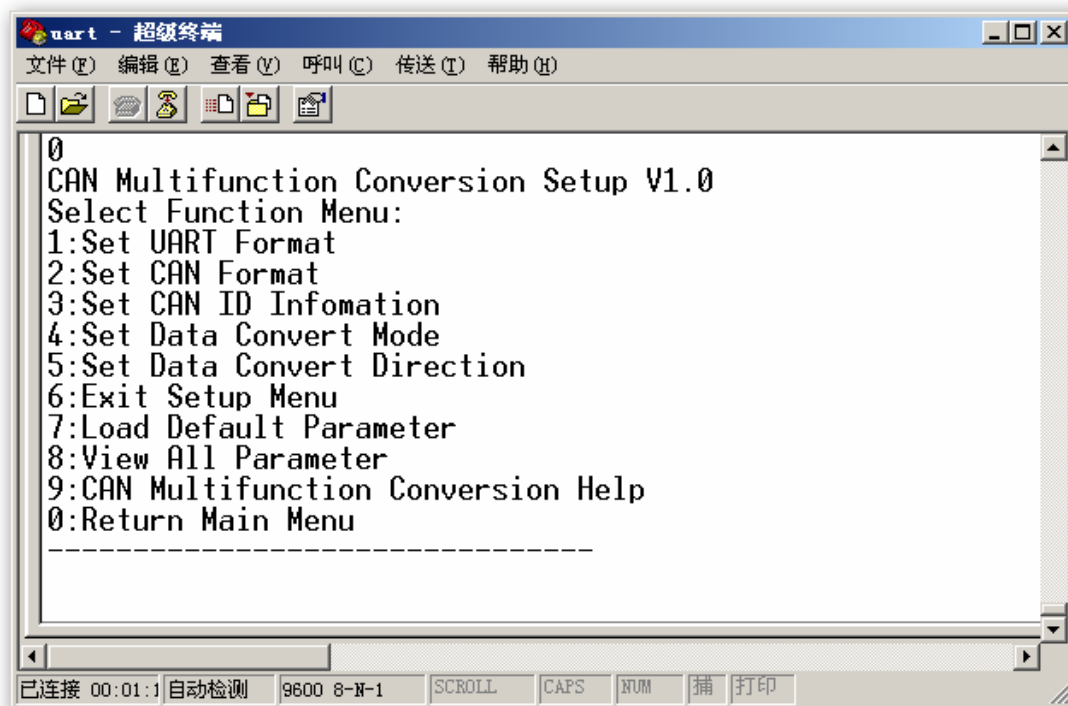 uart - 超级终端
文件(F) 编辑(E) 查看(V) 呼叫(C) 传送(T) 帮助(H)
0
CAN Multifunction Conversion Setup V1.0
Select Function Menu:
1:Set UART Format
2:Set CAN Format
3:Set CAN ID Infomation
4:Set Data Convert Mode
5:Set Data Convert Direction
6:Exit Setup Menu
7:Load Default Parameter
8:View All Parameter
9:CAN Multifunction Conversion Help
0:Return Main Menu
--------------------------------
已连接 00:01:1 自动检测 9600 8-N-1 SCROLL CAPS NUM 捕 打印